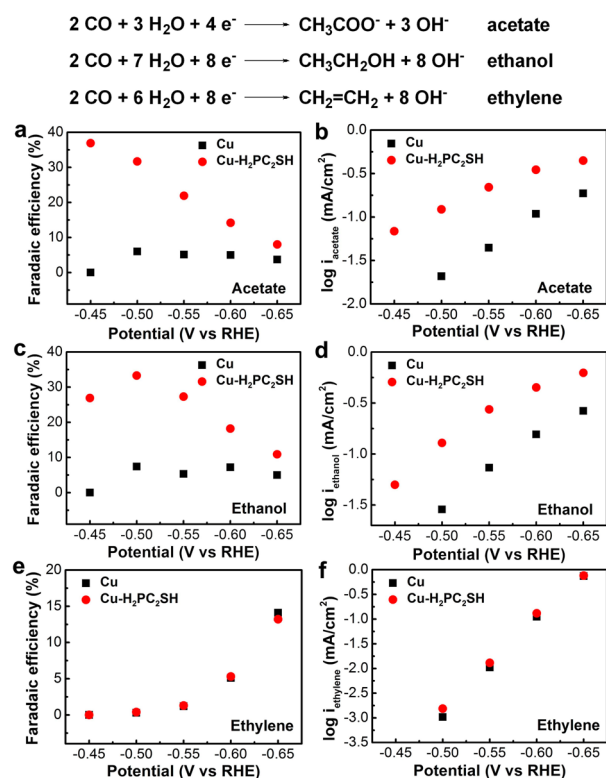 2 CO + 3 H₂O + 4 e⁻ ⟶ CH₃COO⁻ + 3 OH⁻ acetate
2 CO + 7 H₂O + 8 e⁻ ⟶ CH₃CH₂OH + 8 OH⁻ ethanol
2 CO + 6 H₂O + 8 e⁻ ⟶ CH₂=CH₂ + 8 OH⁻ ethylene
a
Faradaic efficiency (%)
40
30
20
10
0
Cu
Cu-H₂PC₂SH
Acetate
-0.45 -0.50 -0.55 -0.60 -0.65
Potential (V vs RHE)
b
log i acetate (mA/cm²)
0.0
-0.5
-1.0
-1.5
-2.0
Cu
Cu-H₂PC₂SH
Acetate
-0.45 -0.50 -0.55 -0.60 -0.65
Potential (V vs RHE)
c
Faradaic efficiency (%)
40
30
20
10
0
Cu
Cu-H₂PC₂SH
Ethanol
-0.45 -0.50 -0.55 -0.60 -0.65
Potential (V vs RHE)
d
log i ethanol (mA/cm²)
0.0
-0.5
-1.0
-1.5
Cu
Cu-H₂PC₂SH
Ethanol
-0.45 -0.50 -0.55 -0.60 -0.65
Potential (V vs RHE)
e
Faradaic efficiency (%)
20
15
10
5
0
Cu
Cu-H₂PC₂SH
Ethylene
-0.45 -0.50 -0.55 -0.60 -0.65
Potential (V vs RHE)
f
log i ethylene (mA/cm²)
0.0
-0.5
-1.0
-1.5
-2.0
-2.5
-3.0
-3.5
Cu
Cu-H₂PC₂SH
Ethylene
-0.45 -0.50 -0.55 -0.60 -0.65
Potential (V vs RHE)